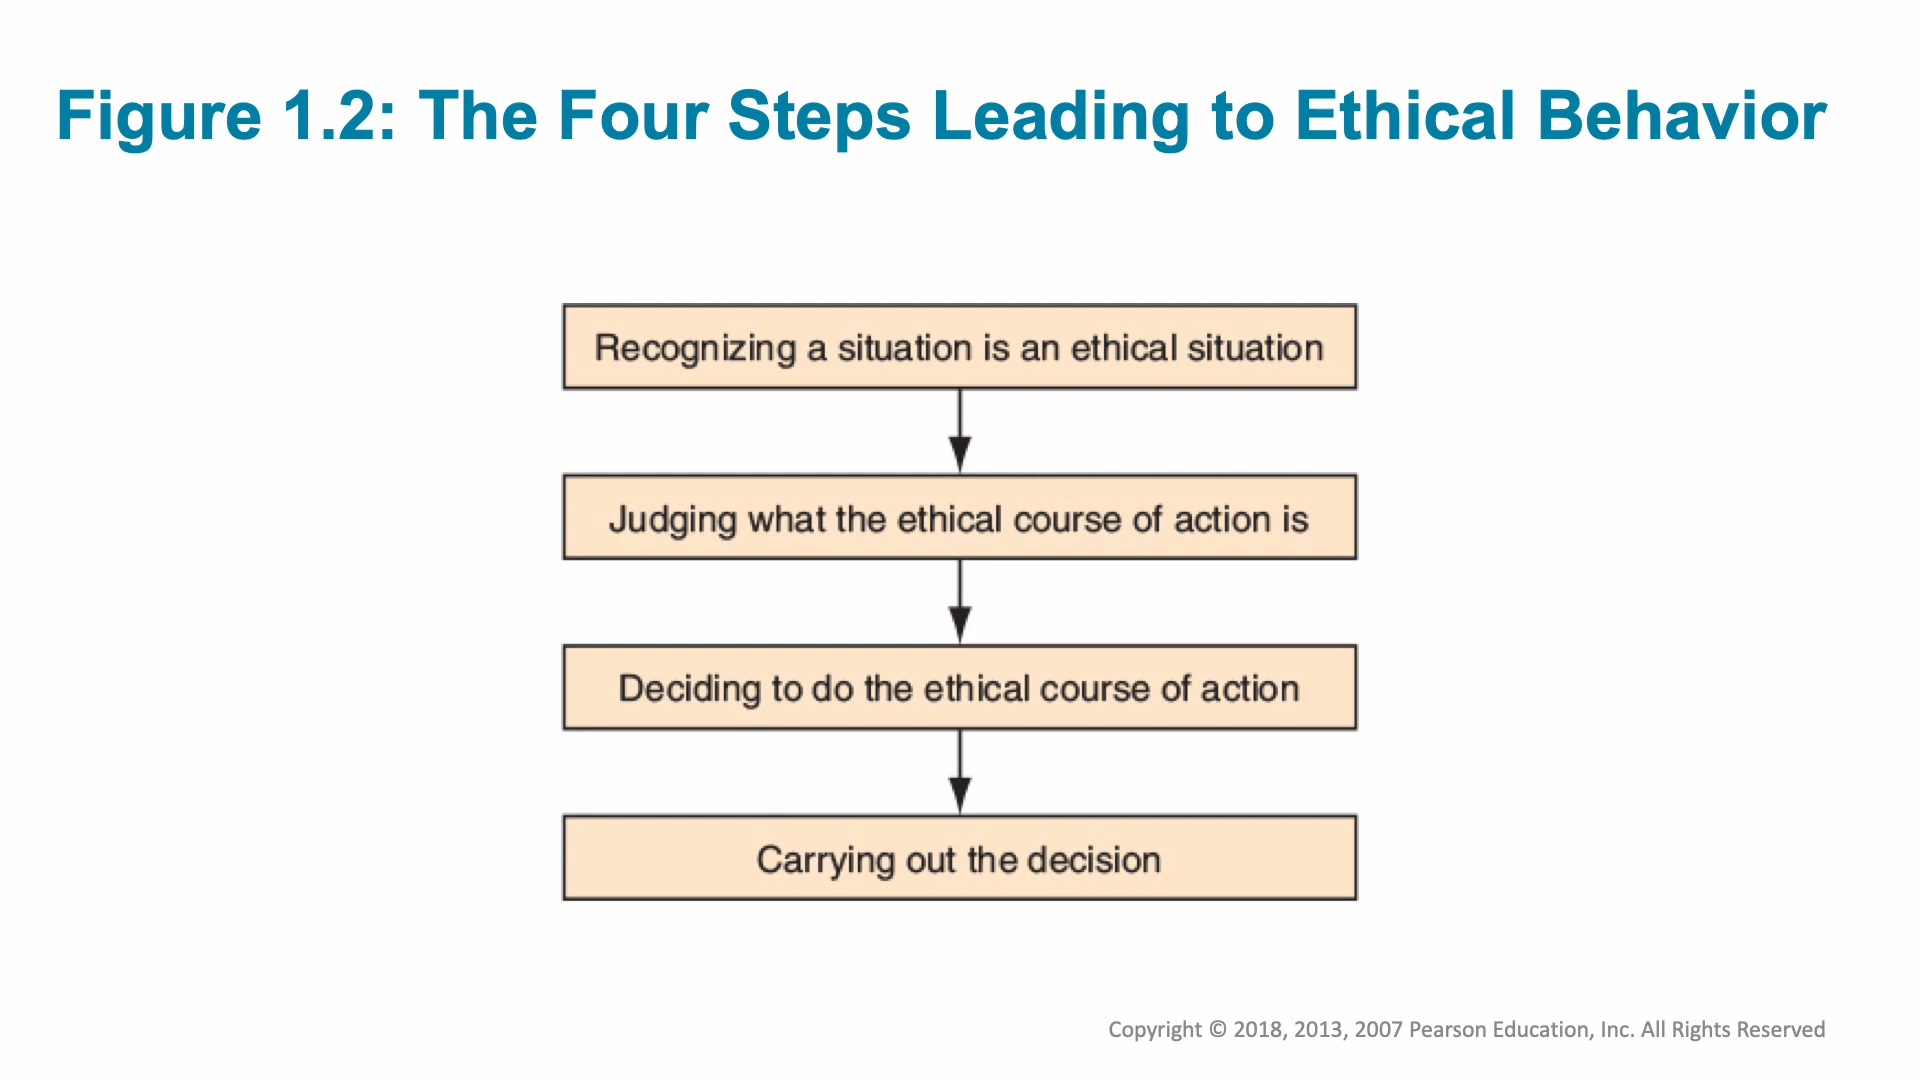 Figure 1.2: The Four Steps Leading to Ethical Behavior
Recognizing a situation is an ethical situation
Judging what the ethical course of action is
Deciding to do the ethical course of action
Carrying out the decision
Copyright © 2018, 2013, 2007 Pearson Education, Inc. All Rights Reserved